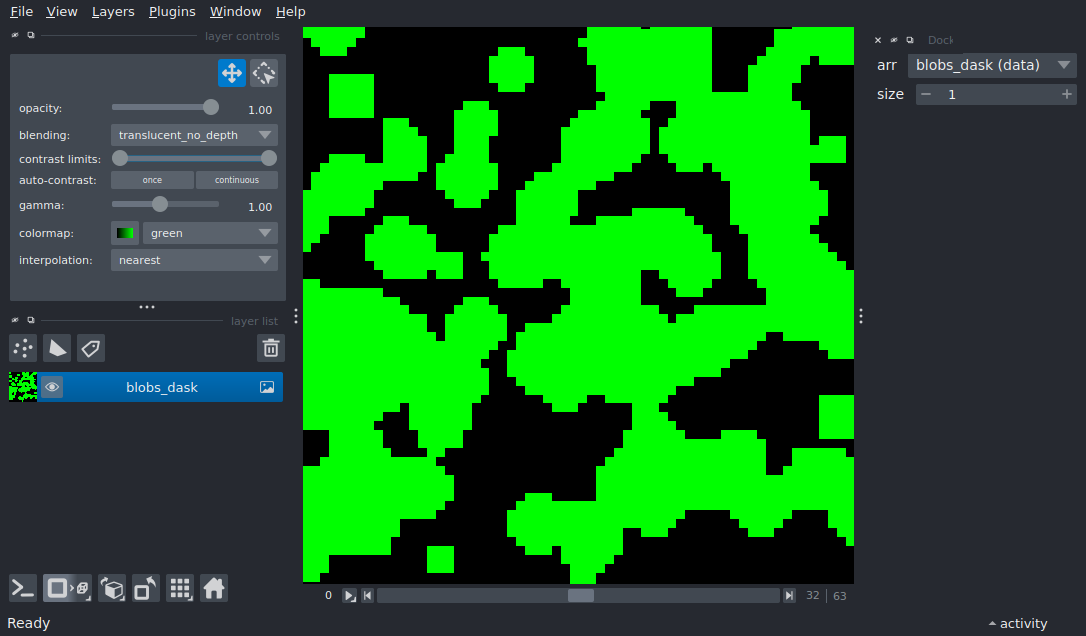 File View Layers Plugins Window Help
layer controls
opacity: 1.00
blending: translucent_no_depth
contrast limits:
auto-contrast: once continuous
gamma: 1.00
colormap: green
interpolation: nearest
layer list
blobs_dask
Dock
arr blobs_dask (data)
size 1
0 32 63
Ready
activity